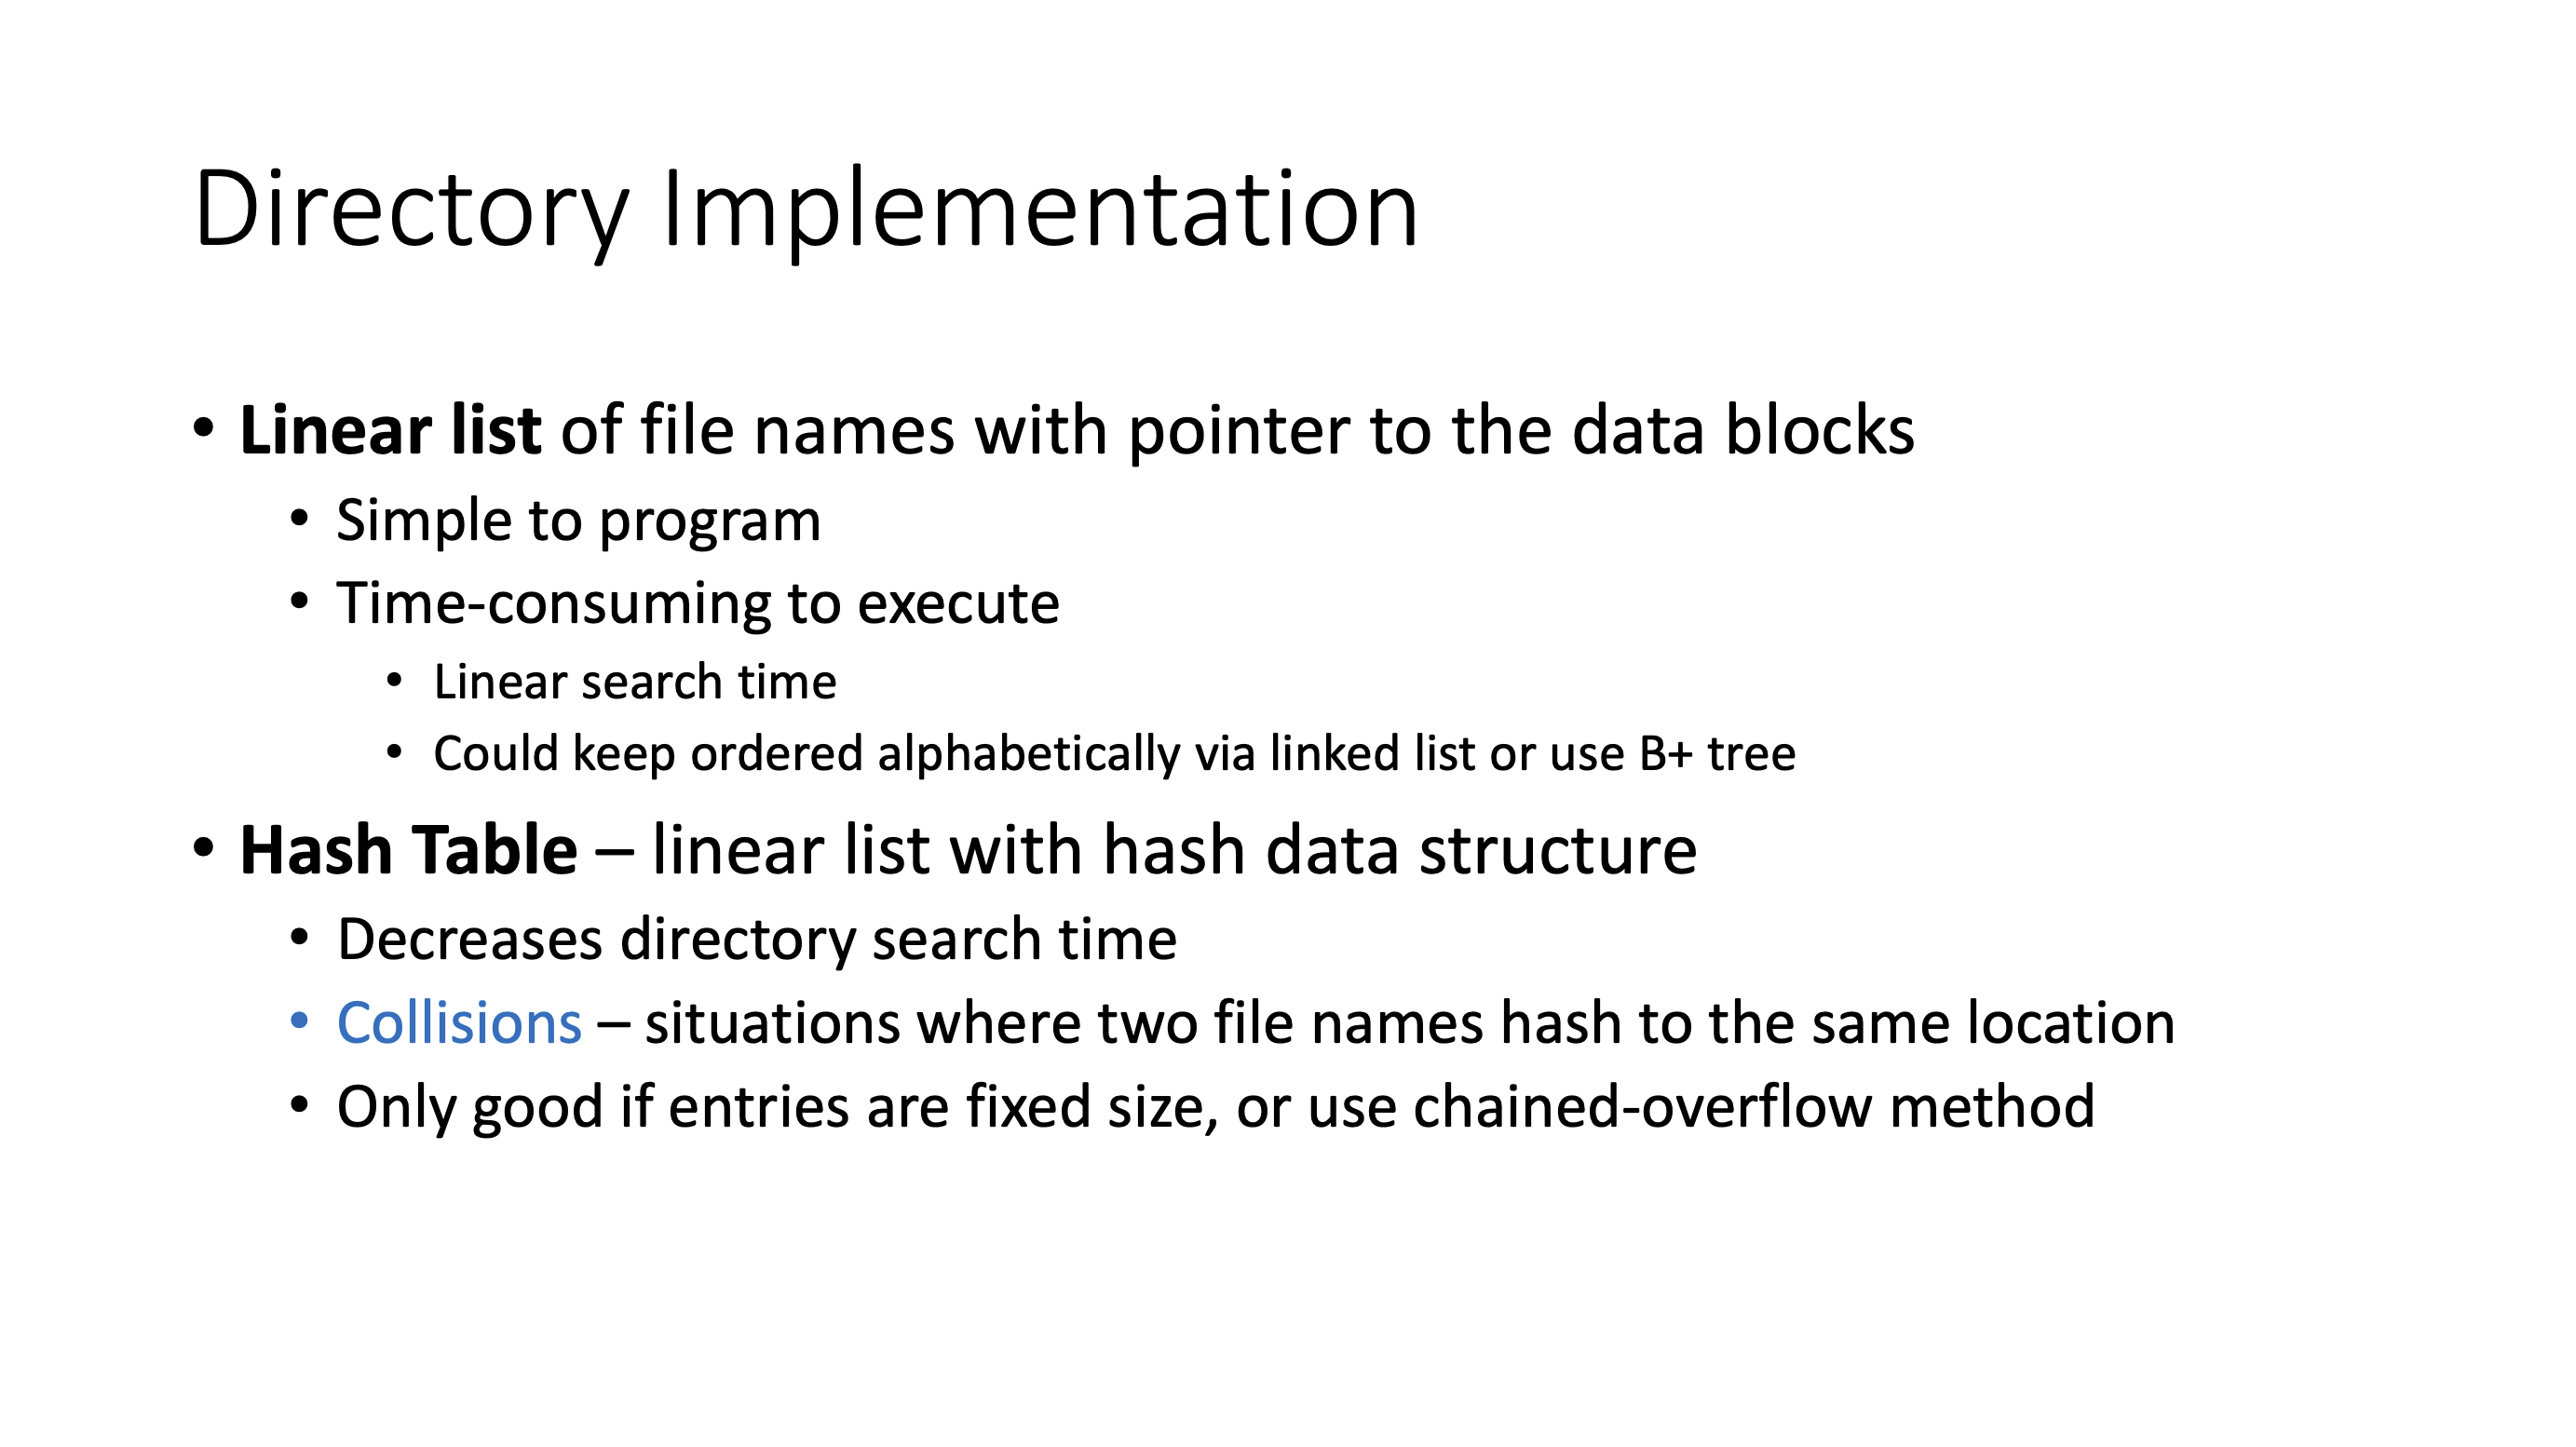 Directory Implementation
• Linear list of file names with pointer to the data blocks
• Simple to program
• Time-consuming to execute
• Linear search time
• Could keep ordered alphabetically via linked list or use B+ tree
• Hash Table – linear list with hash data structure
• Decreases directory search time
• Collisions – situations where two file names hash to the same location
• Only good if entries are fixed size, or use chained-overflow method